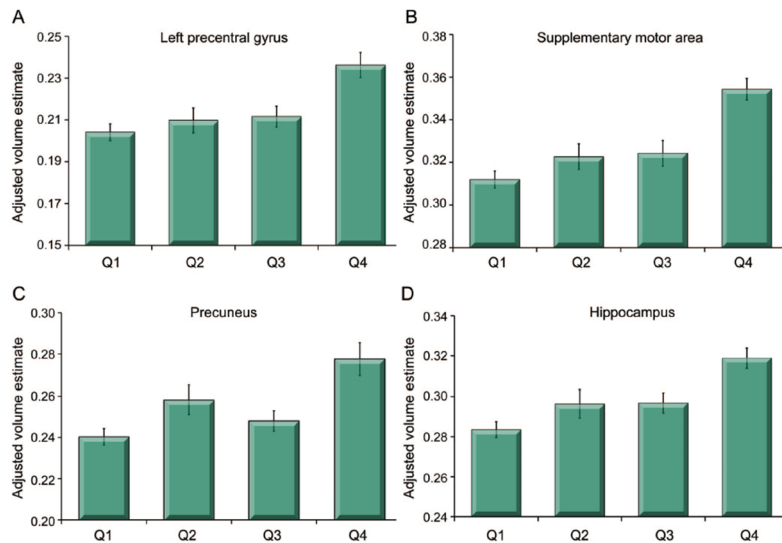 A
Left precentral gyrus
Adjusted volume estimate
0.25
0.23
0.21
0.19
0.17
0.15
Q1 Q2 Q3 Q4
B
Supplementary motor area
Adjusted volume estimate
0.38
0.36
0.34
0.32
0.30
0.28
Q1 Q2 Q3 Q4
C
Precuneus
Adjusted volume estimate
0.30
0.28
0.26
0.24
0.22
0.20
Q1 Q2 Q3 Q4
D
Hippocampus
Adjusted volume estimate
0.34
0.32
0.30
0.28
0.26
0.24
Q1 Q2 Q3 Q4